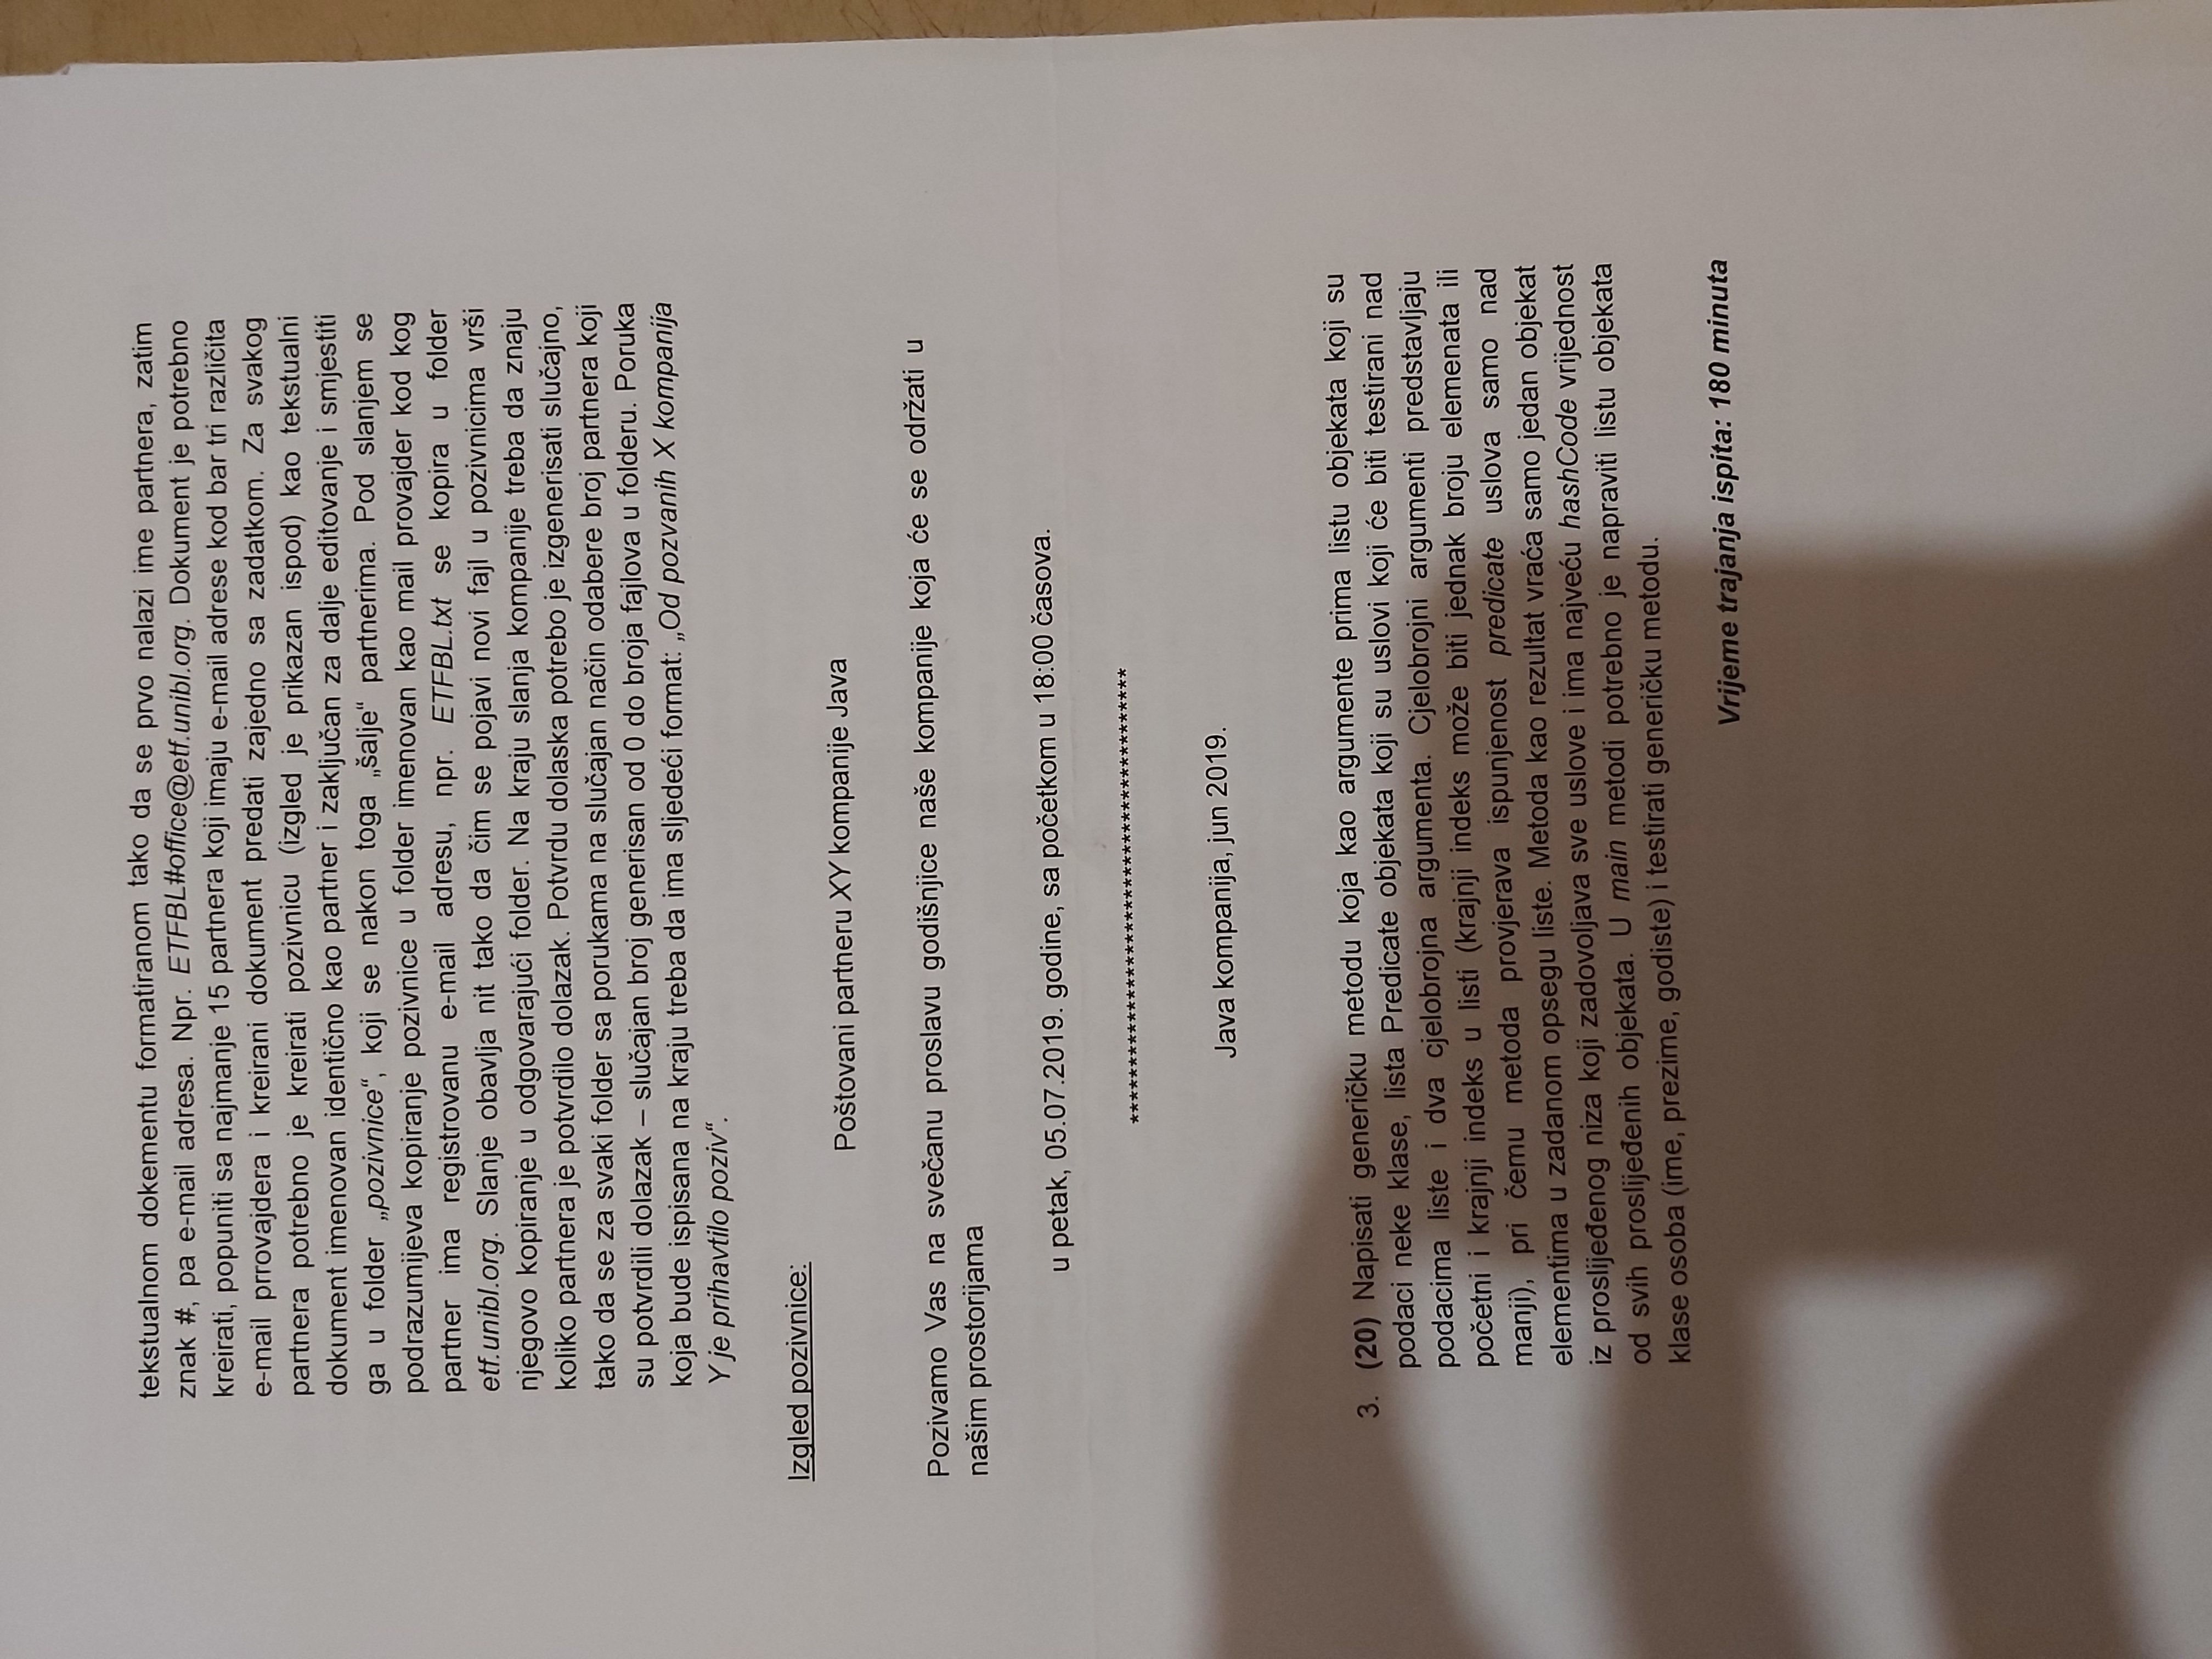 tekstualnom dokementu formatiranom tako da se prvo nalazi ime partnera, zatim
znak #, pa e-mail adresa. Npr. ETFBL#office@etf.unibl.org. Dokument je potrebno
kreirati, popuniti sa najmanje 15 partnera koji imaju e-mail adrese kod bar tri različita
e-mail prrovajdera i kreirani dokument predati zajedno sa zadatkom. Za svakog
partnera potrebno je kreirati pozivnicu (izgled je prikazan ispod) kao tekstualni
dokument imenovan identično kao partner i zaključan za dalje editovanje i smjestiti
ga u folder „pozivnice“, koji se nakon toga „šalje“ partnerima. Pod slanjem se
podrazumijeva kopiranje pozivnice u folder imenovan kao mail provajder kod kog
partner ima registrovanu e-mail adresu, npr. ETFBL.txt se kopira u folder
etf.unibl.org. Slanje obavlja nit tako da čim se pojavi novi fajl u pozivnicima vrši
njegovo kopiranje u odgovarajući folder. Na kraju slanja kompanije treba da znaju
koliko partnera je potvrdilo dolazak. Potvrdu dolaska potrebo je izgenerisati slučajno,
tako da se za svaki folder sa porukama na slučajan način odabere broj partnera koji
su potvrdili dolazak – slučajan broj generisan od 0 do broja fajlova u folderu. Poruka
koja bude ispisana na kraju treba da ima sljedeći format: „Od pozvanih X kompanija
Y je prihavtilo poziv“.
Izgled pozivnice:
Poštovani partneru XY kompanije Java
Pozivamo Vas na svečanu proslavu godišnjice naše kompanije koja će se održati u
našim prostorijama
u petak, 05.07.2019. godine, sa početkom u 18:00 časova.
*****************************************
Java kompanija, jun 2019.
3. (20) Napisati generičku metodu koja kao argumente prima listu objekata koji su
podaci neke klase, lista Predicate objekata koji su uslovi koji će biti testirani nad
podacima liste i dva cjelobrojna argumenta. Cjelobrojni argumenti predstavljaju
početni i krajnji indeks u listi (krajnji indeks može biti jednak broju elemenata ili
manji), pri čemu metoda provjerava ispunjenost predicate uslova samo nad
elementima u zadanom opsegu liste. Metoda kao rezultat vraća samo jedan objekat
iz proslijeđenog niza koji zadovoljava sve uslove i ima najveću hashCode vrijednost
od svih proslijeđenih objekata. U main metodi potrebno je napraviti listu objekata
klase osoba (ime, prezime, godiste) i testirati generičku metodu.
Vrijeme trajanja ispita: 180 minuta